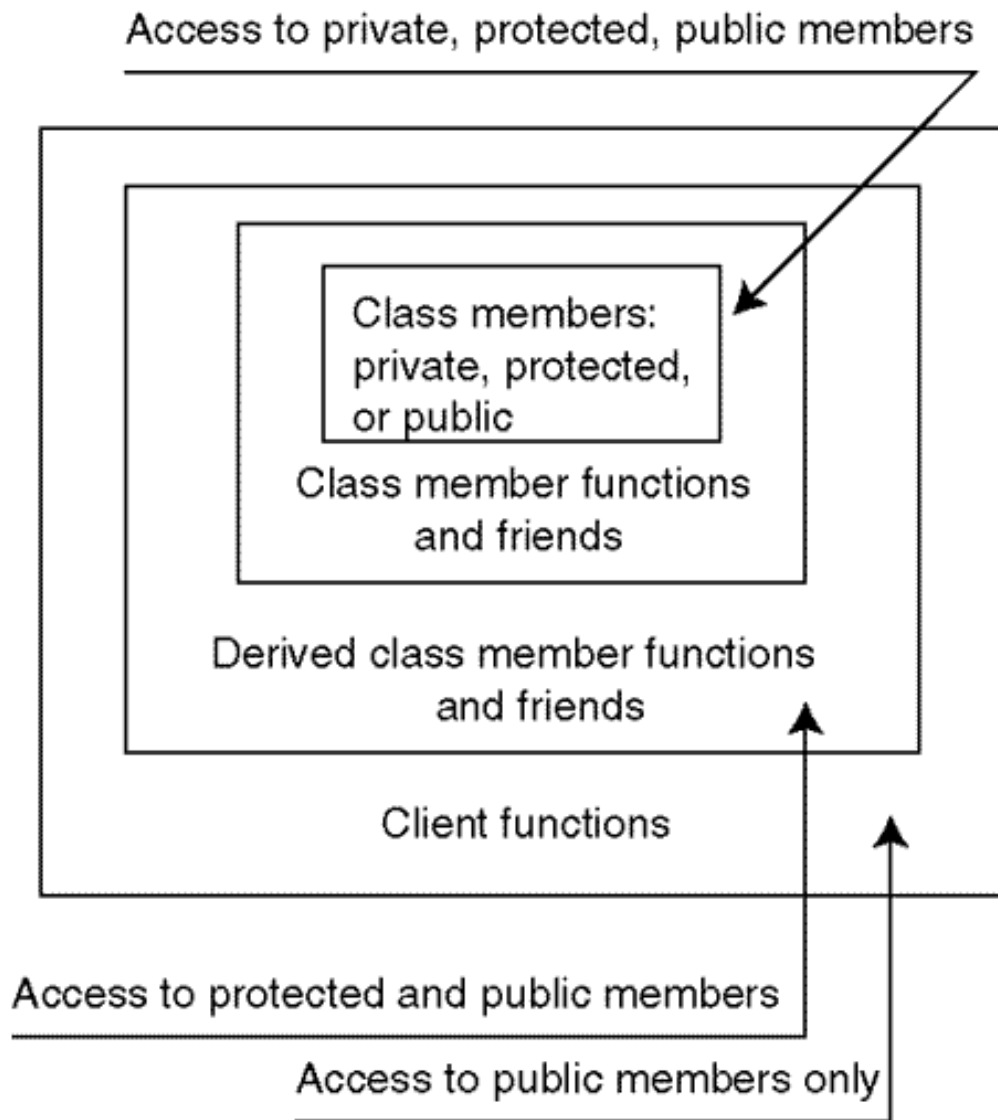 Access to private, protected, public members
Class members:
private, protected,
or public
Class member functions
and friends
Derived class member functions
and friends
Client functions
Access to protected and public members
Access to public members only